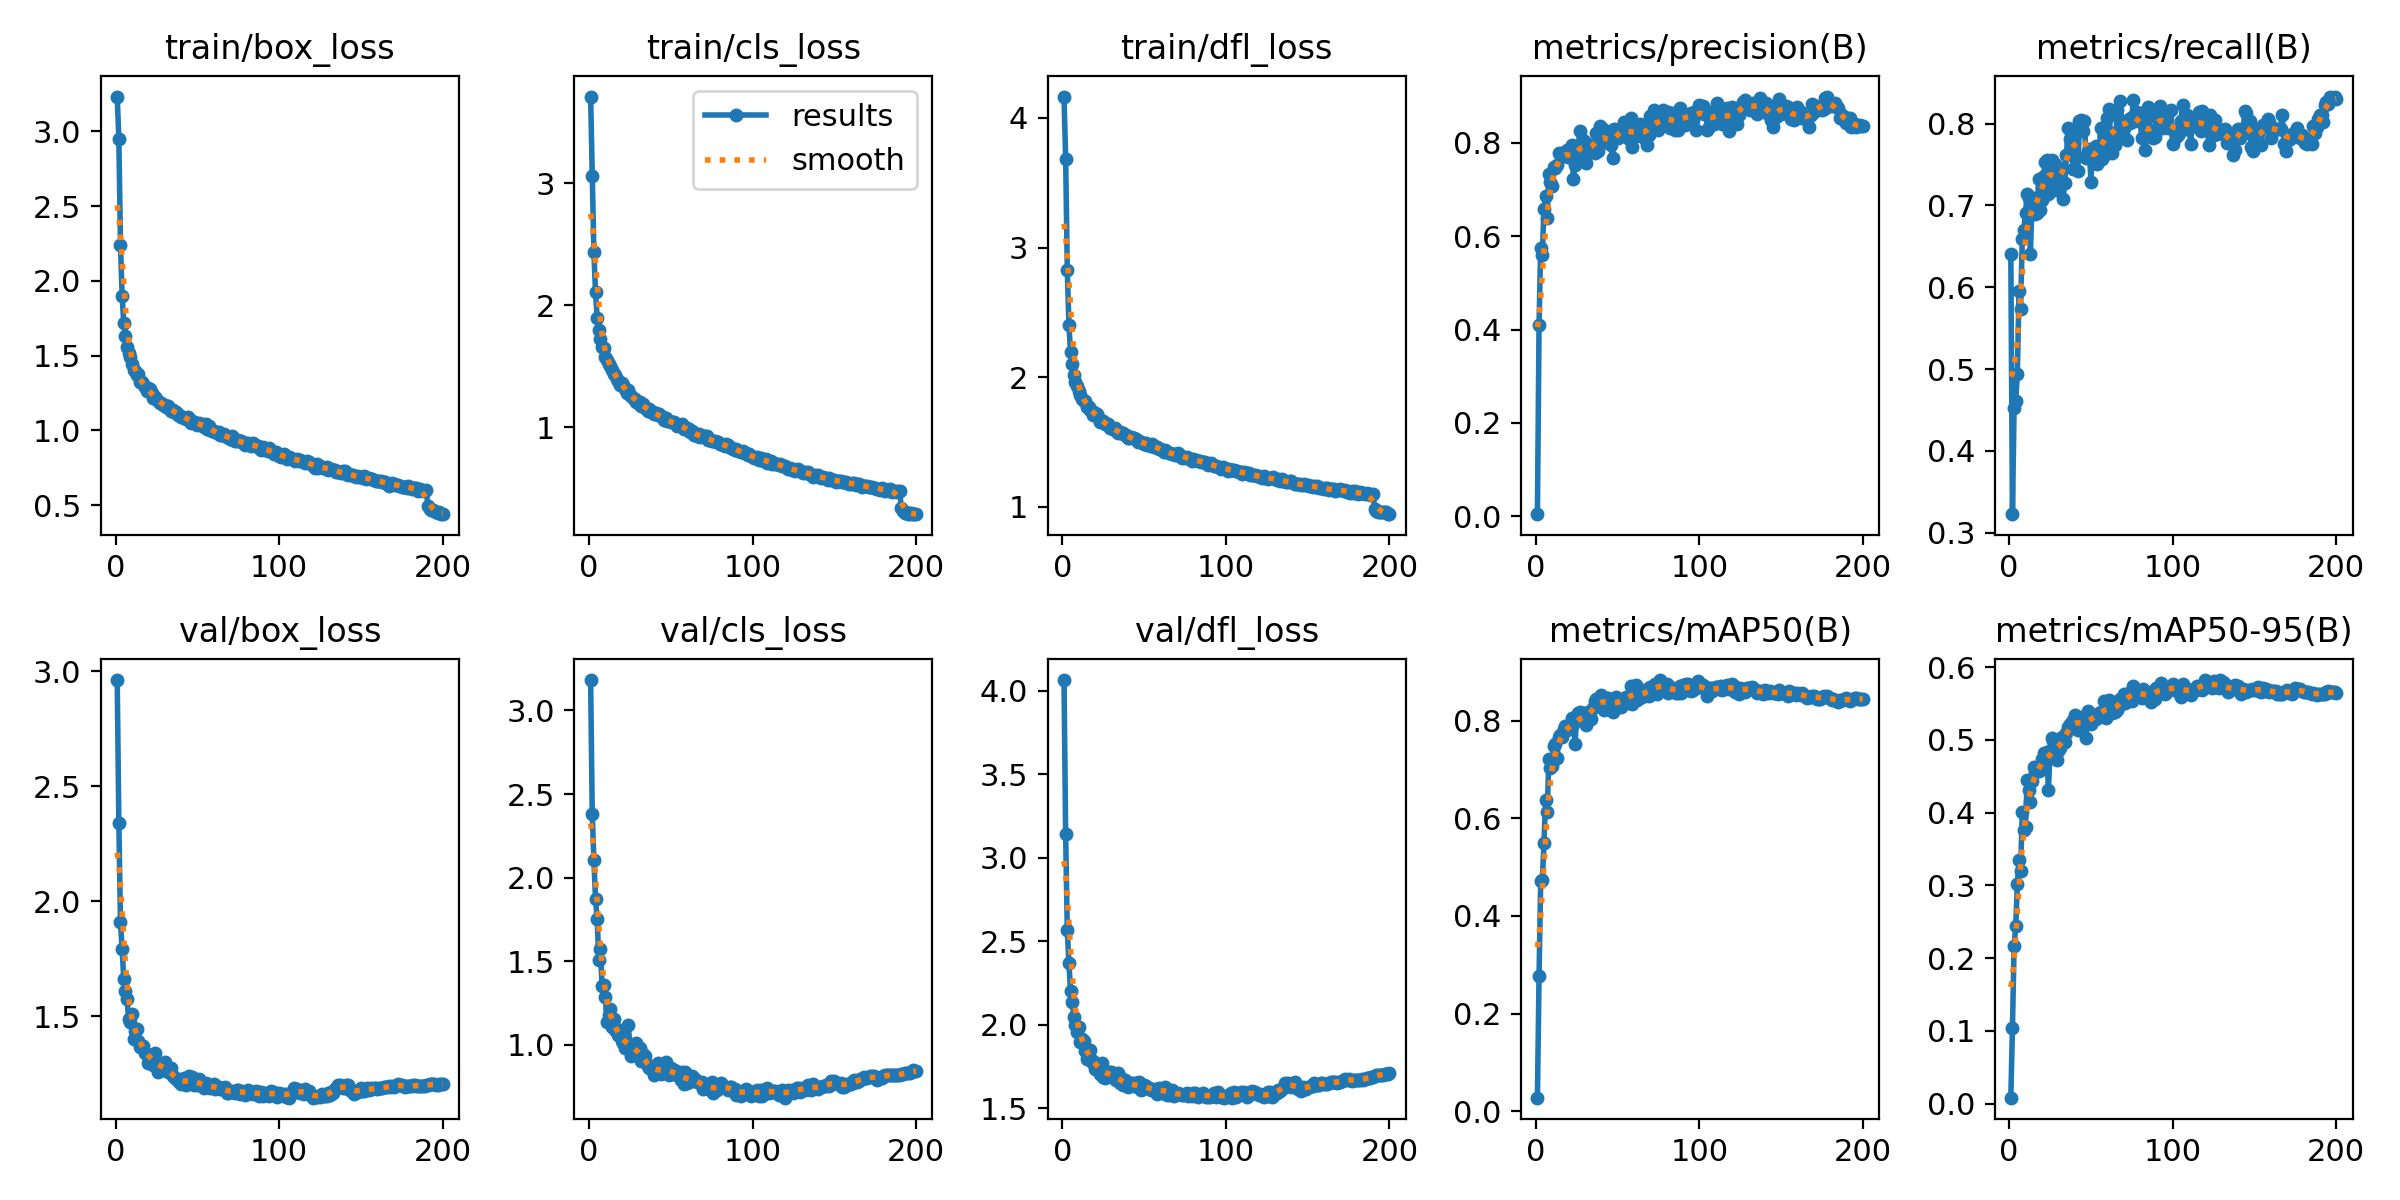 train/box_loss
3.0
2.5
2.0
1.5
1.0
0.5
0 100 200
train/cls_loss
results
smooth
3
2
1
0 100 200
train/dfl_loss
4
3
2
1
0 100 200
metrics/precision(B)
0.8
0.6
0.4
0.2
0.0
0 100 200
metrics/recall(B)
0.8
0.7
0.6
0.5
0.4
0.3
0 100 200
val/box_loss
3.0
2.5
2.0
1.5
0 100 200
val/cls_loss
3.0
2.5
2.0
1.5
1.0
0 100 200
val/dfl_loss
4.0
3.5
3.0
2.5
2.0
1.5
0 100 200
metrics/mAP50(B)
0.8
0.6
0.4
0.2
0.0
0 100 200
metrics/mAP50-95(B)
0.6
0.5
0.4
0.3
0.2
0.1
0.0
0 100 200